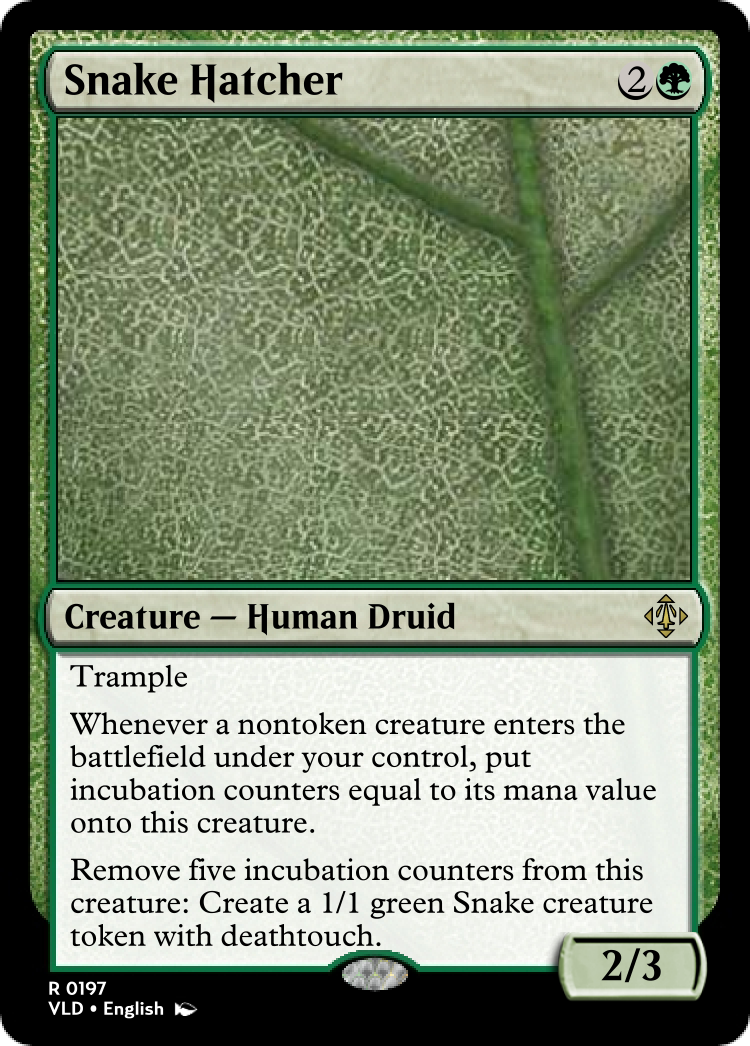 Snake Hatcher 2
Creature — Human Druid
Trample
Whenever a nontoken creature enters the
battlefield under your control, put
incubation counters equal to its mana value
onto this creature.
Remove five incubation counters from this
creature: Create a 1/1 green Snake creature
token with deathtouch.
2/3
R 0197
VLD • English